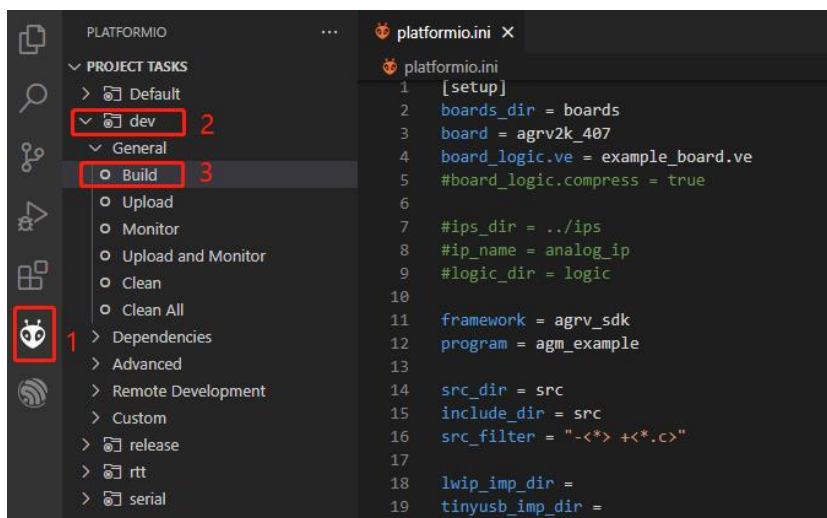 PLATFORMIO
PROJECT TASKS
Default
dev
2
General
Build
3
Upload
Monitor
Upload and Monitor
Clean
Clean All
1
Dependencies
Advanced
Remote Development
Custom
release
rtt
serial
platformio.ini
platformio.ini
1 [setup]
2 boards_dir = boards
3 board = agrv2k_407
4 board_logic.ve = example_board.ve
5 #board_logic.compress = true
6
7 #ips_dir = ../ips
8 #ip_name = analog_ip
9 #logic_dir = logic
10
11 framework = agrv_sdk
12 program = agm_example
13
14 src_dir = src
15 include_dir = src
16 src_filter = "-<*> +<*.c>"
17
18 lwip_imp_dir =
19 tinyusb_imp_dir =